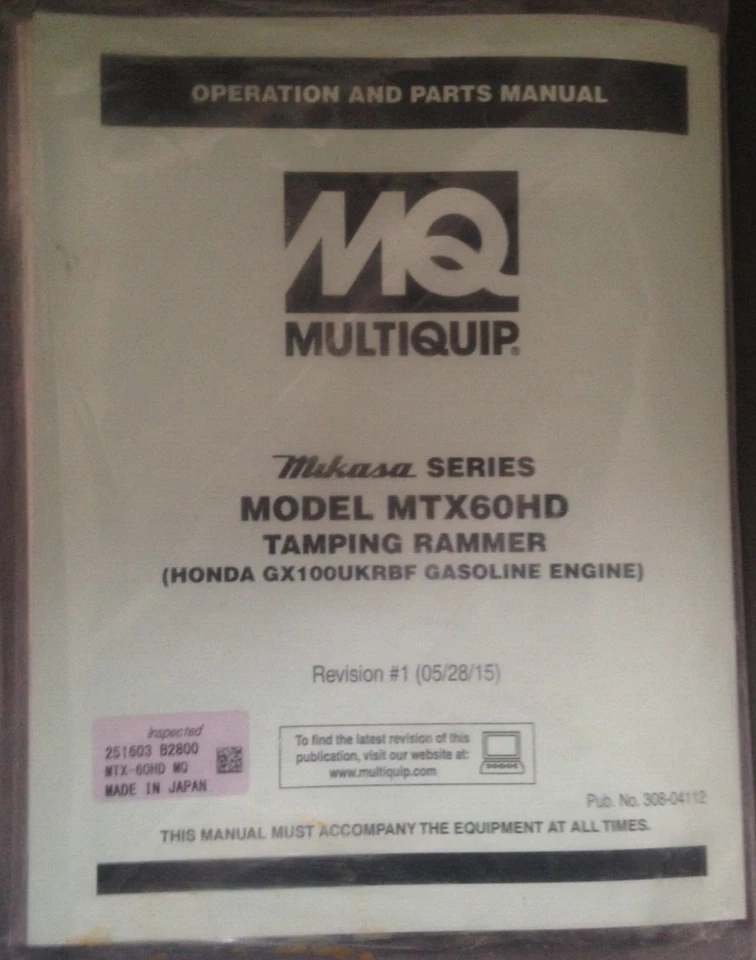 OPERATION AND PARTS MANUAL
MQ
MULTIQUIP®
Mikasa SERIES
MODEL MTX60HD
TAMPING RAMMER
(HONDA GX100UKRBF GASOLINE ENGINE)
Revision #1 (05/28/15)
Inspected
251603 B2800
MTX-60HD MQ
MADE IN JAPAN
To find the latest revision of this
publication, visit our website at:
www.multiquip.com
Pub. No. 308-04112
THIS MANUAL MUST ACCOMPANY THE EQUIPMENT AT ALL TIMES.